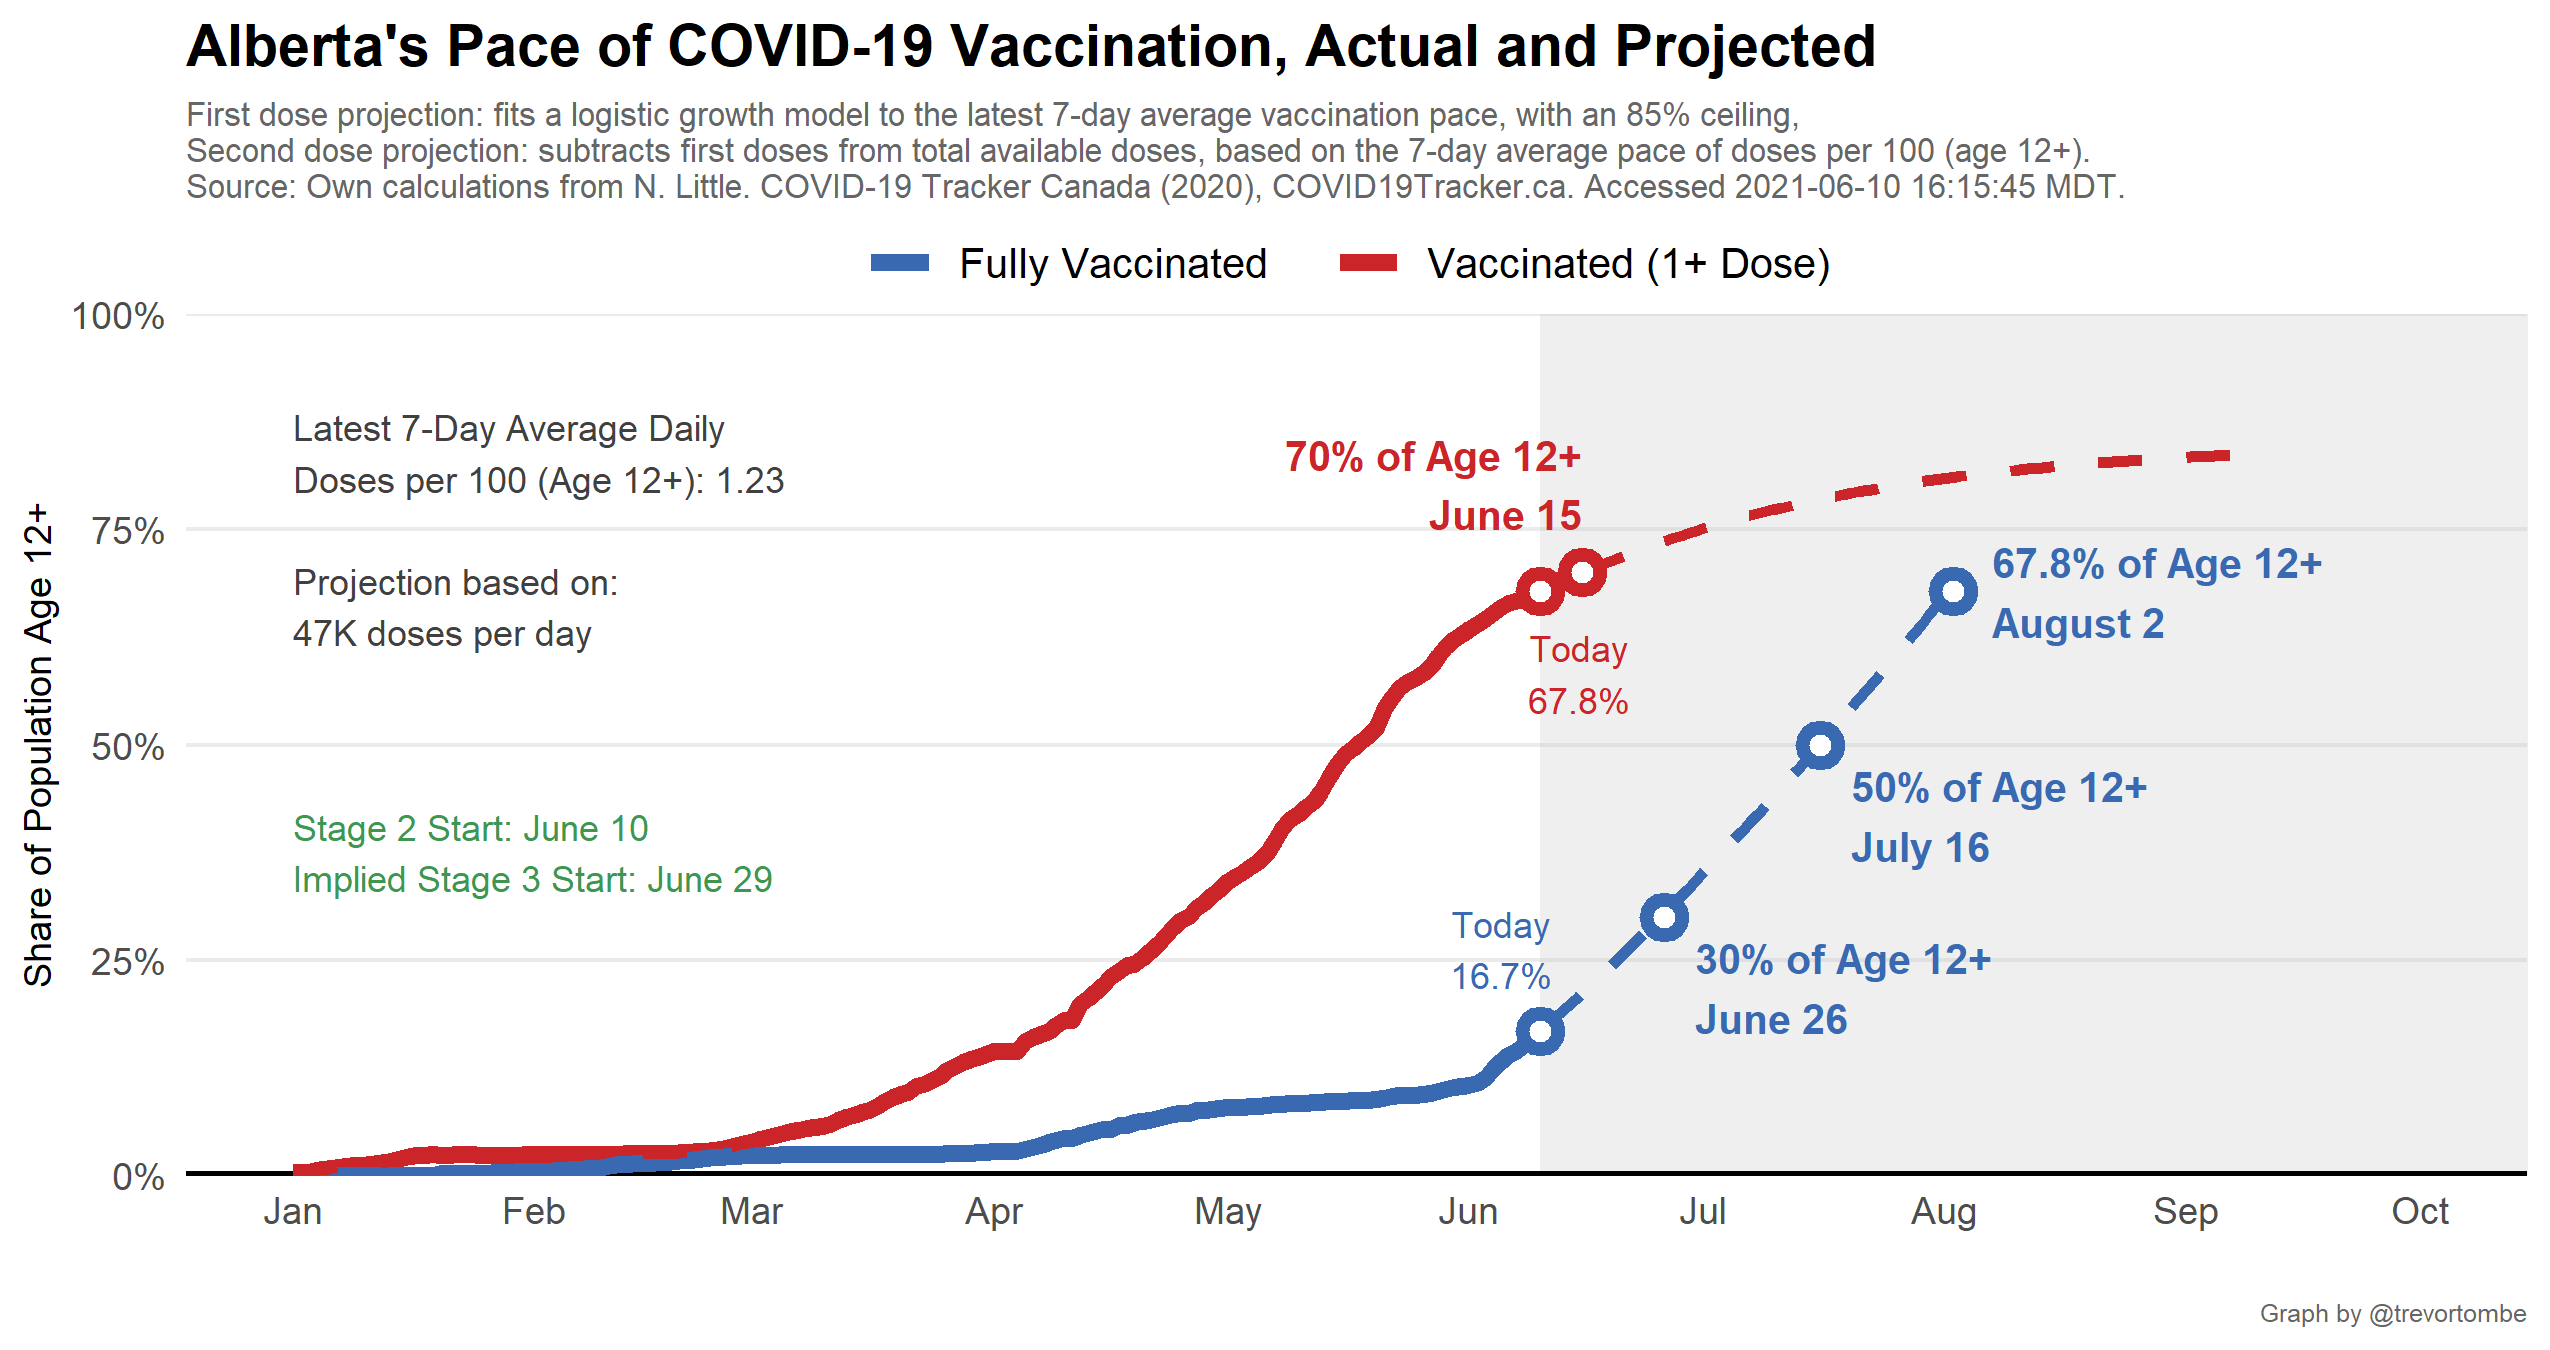 Alberta's Pace of COVID-19 Vaccination, Actual and Projected
First dose projection: fits a logistic growth model to the latest 7-day average vaccination pace, with an 85% ceiling,
Second dose projection: subtracts first doses from total available doses, based on the 7-day average pace of doses per 100 (age 12+).
Source: Own calculations from N. Little. COVID-19 Tracker Canada (2020), COVID19Tracker.ca. Accessed 2021-06-10 16:15:45 MDT.
Fully Vaccinated
Vaccinated (1+ Dose)
Share of Population Age 12+
100%
75%
50%
25%
0%
Latest 7-Day Average Daily
Doses per 100 (Age 12+): 1.23
Projection based on:
47K doses per day
Stage 2 Start: June 10
Implied Stage 3 Start: June 29
70% of Age 12+
June 15
Today
67.8%
67.8% of Age 12+
August 2
50% of Age 12+
July 16
Today
16.7%
30% of Age 12+
June 26
Jan
Feb
Mar
Apr
May
Jun
Jul
Aug
Sep
Oct
Graph by @trevortombe